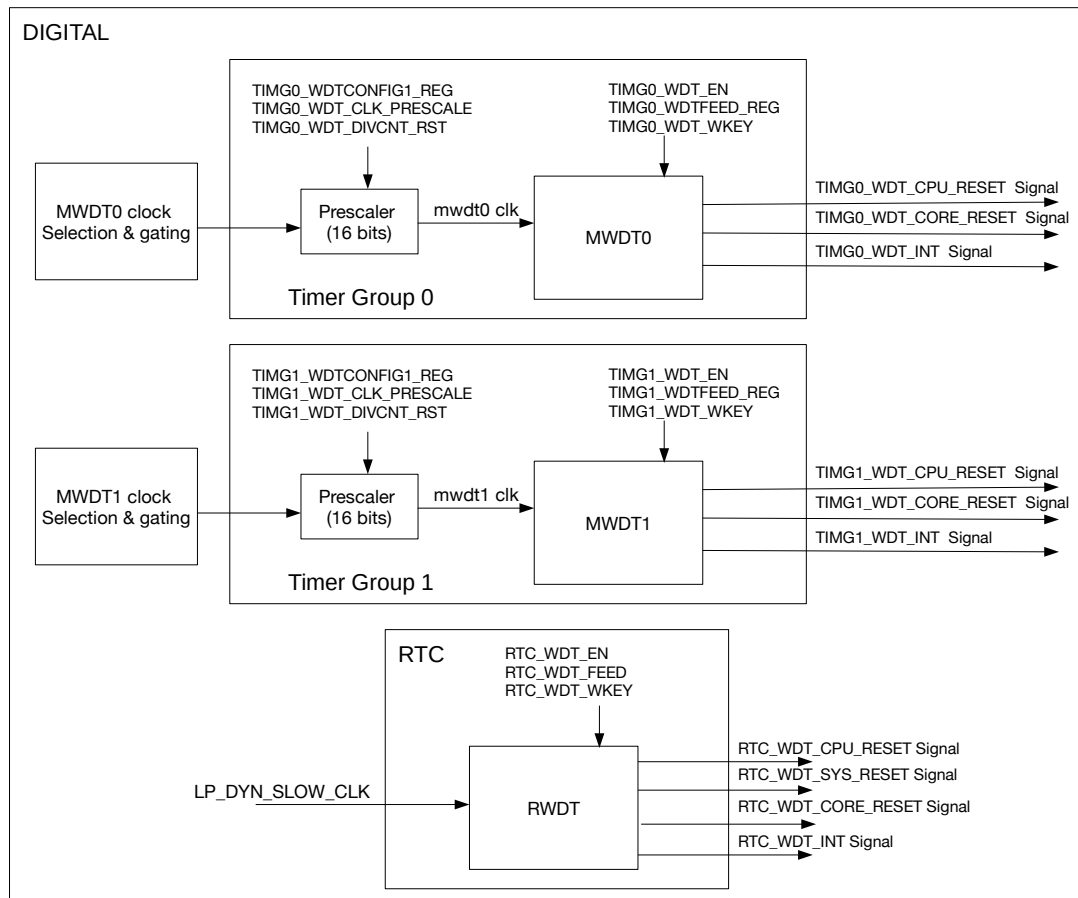 DIGITAL
TIMG0_WDTCONFIG1_REG
TIMG0_WDT_CLK_PRESCALE
TIMG0_WDT_DIVCNT_RST
TIMG0_WDT_EN
TIMG0_WDTFEED_REG
TIMG0_WDT_WKEY
MWDT0 clock
Selection & gating
Prescaler
(16 bits)
mwdt0 clk
MWDT0
TIMG0_WDT_CPU_RESET Signal
TIMG0_WDT_CORE_RESET Signal
TIMG0_WDT_INT Signal
Timer Group 0
TIMG1_WDTCONFIG1_REG
TIMG1_WDT_CLK_PRESCALE
TIMG1_WDT_DIVCNT_RST
TIMG1_WDT_EN
TIMG1_WDTFEED_REG
TIMG1_WDT_WKEY
MWDT1 clock
Selection & gating
Prescaler
(16 bits)
mwdt1 clk
MWDT1
TIMG1_WDT_CPU_RESET Signal
TIMG1_WDT_CORE_RESET Signal
TIMG1_WDT_INT Signal
Timer Group 1
RTC
RTC_WDT_EN
RTC_WDT_FEED
RTC_WDT_WKEY
LP_DYN_SLOW_CLK
RWDT
RTC_WDT_CPU_RESET Signal
RTC_WDT_SYS_RESET Signal
RTC_WDT_CORE_RESET Signal
RTC_WDT_INT Signal